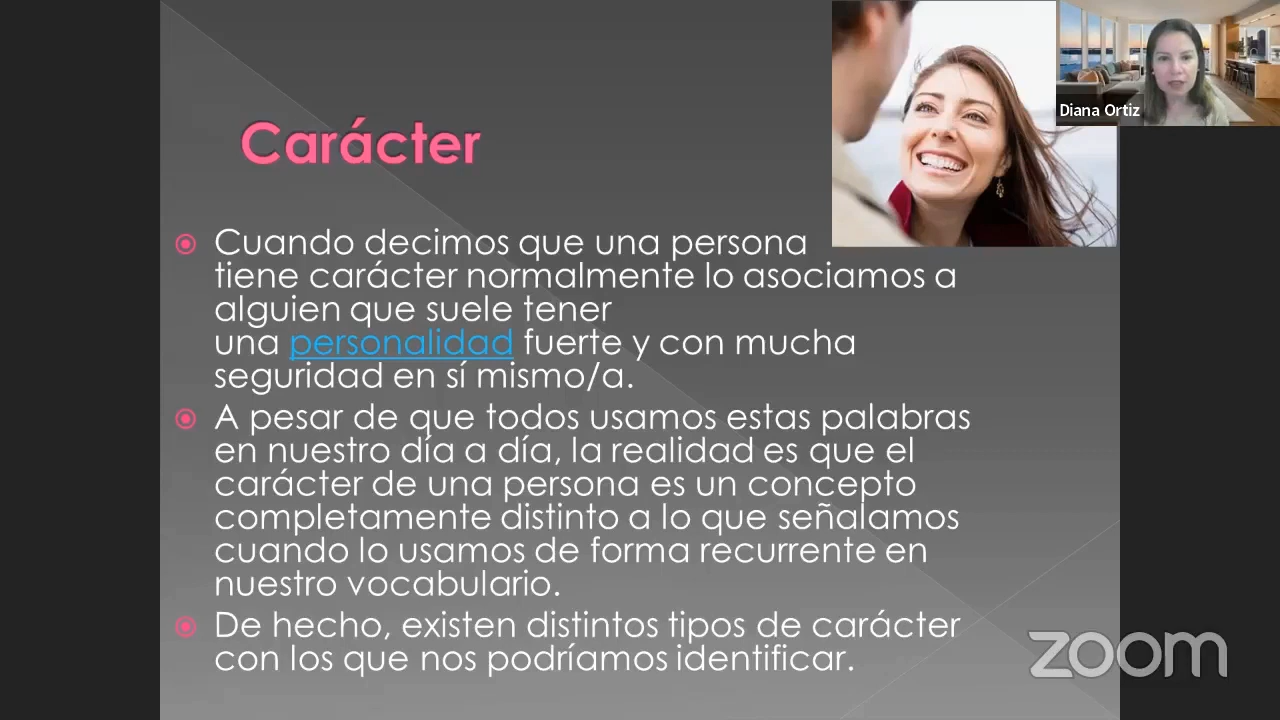 Diana Ortiz
Carácter
Cuando decimos que una persona
tiene carácter normalmente lo asociamos a
alguien que suele tener
una personalidad fuerte y con mucha
seguridad en sí mismo/a.
A pesar de que todos usamos estas palabras
en nuestro día a día, la realidad es que el
carácter de una persona es un concepto
completamente distinto a lo que señalamos
cuando lo usamos de forma recurrente en
nuestro vocabulario.
De hecho, existen distintos tipos de carácter
con los que nos podríamos identificar.
zoom